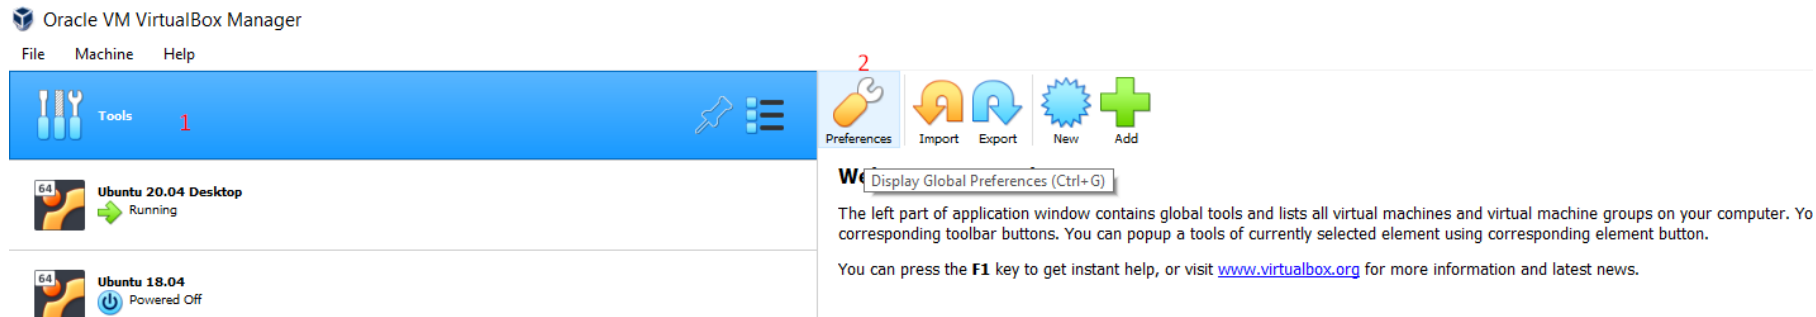 Oracle VM VirtualBox Manager
File Machine Help
2
Tools 1
Preferences Import Export New Add
Display Global Preferences (Ctrl+G)
64 Ubuntu 20.04 Desktop
Running
The left part of application window contains global tools and lists all virtual machines and virtual machine groups on your computer. Yo
corresponding toolbar buttons. You can popup a tools of currently selected element using corresponding element button.
You can press the F1 key to get instant help, or visit www.virtualbox.org for more information and latest news.
64 Ubuntu 18.04
Powered Off